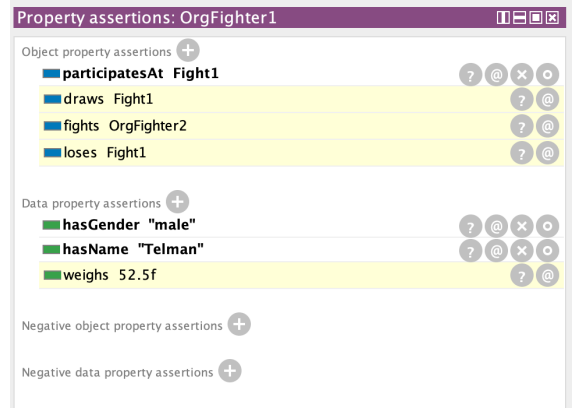 Property assertions: OrgFighter1
Object property assertions
participatesAt Fight1
draws Fight1
fights OrgFighter2
loses Fight1
Data property assertions
hasGender "male"
hasName "Telman"
weighs 52.5f
Negative object property assertions
Negative data property assertions